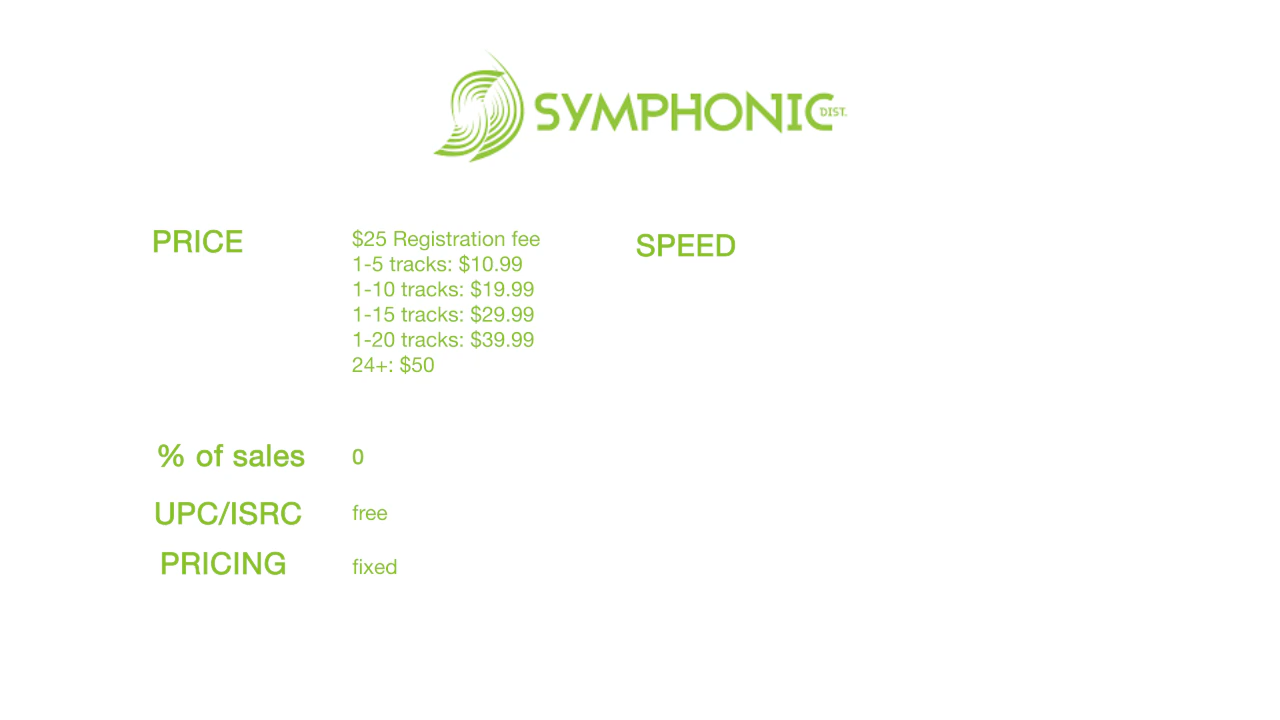 SYMPHONIC DIST.
PRICE
$25 Registration fee
1-5 tracks: $10.99
1-10 tracks: $19.99
1-15 tracks: $29.99
1-20 tracks: $39.99
24+: $50
SPEED
% of sales 0
UPC/ISRC free
PRICING fixed